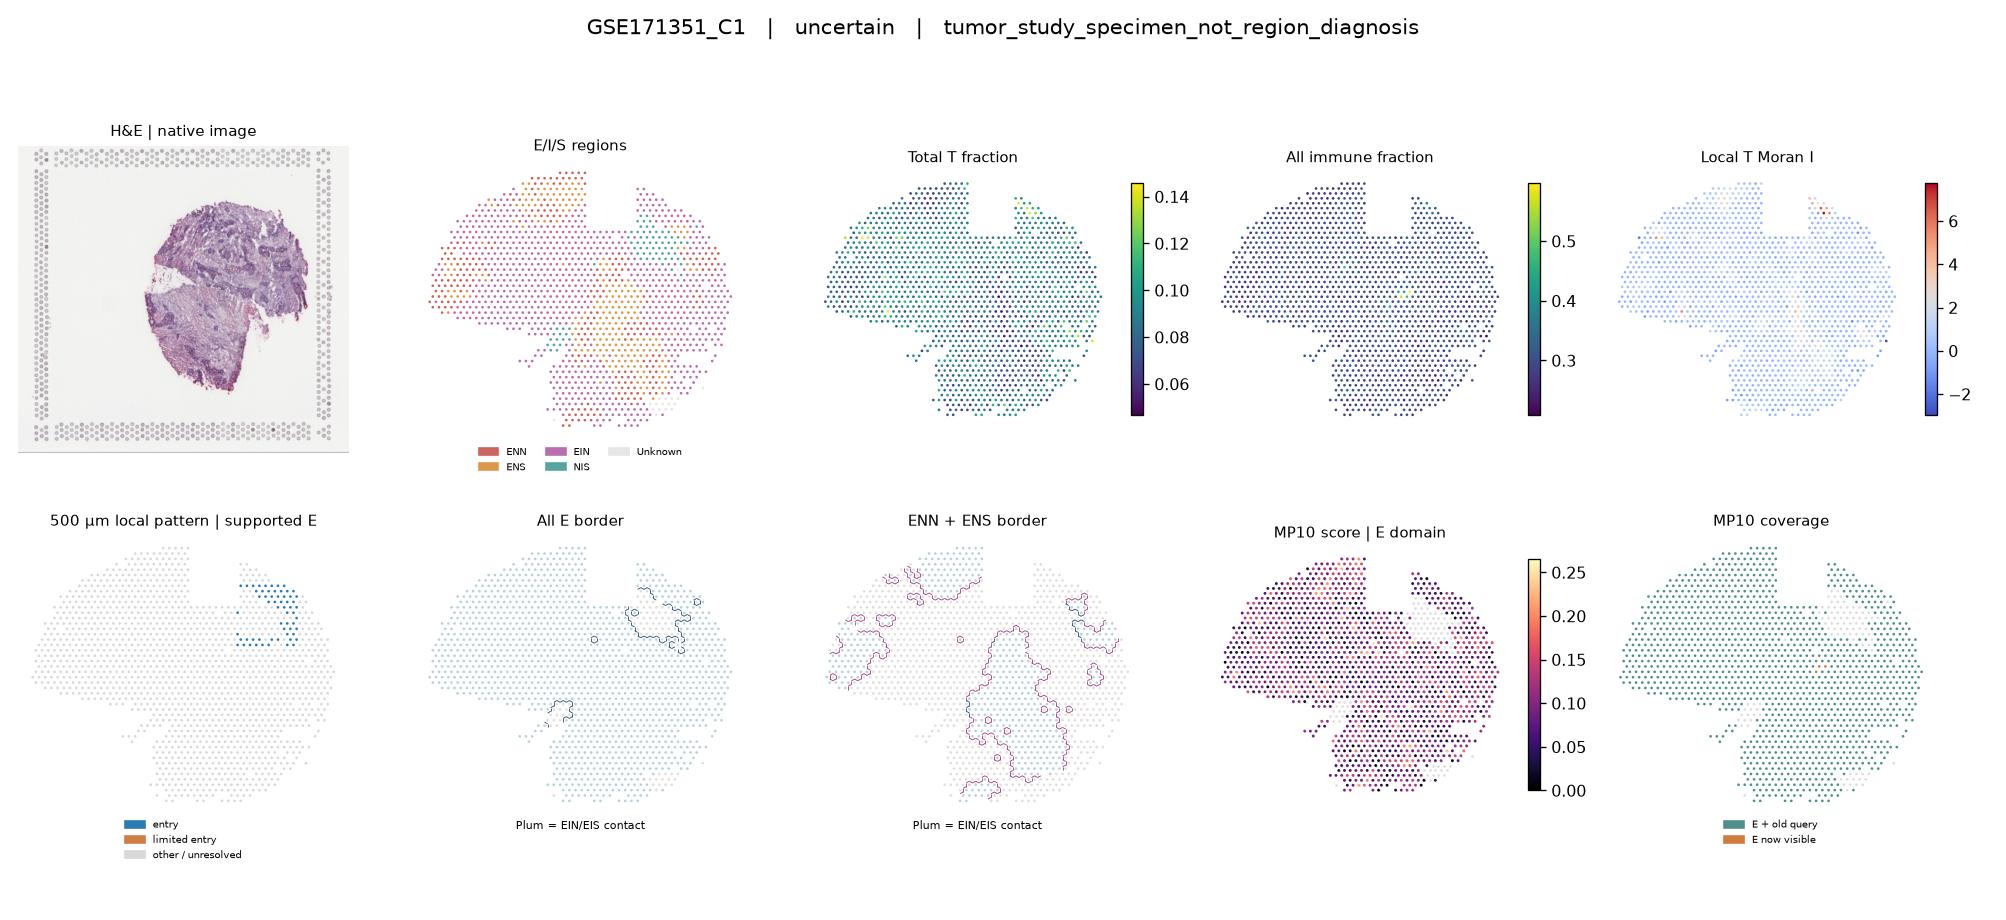 GSE171351_C1 | uncertain | tumor_study_specimen_not_region_diagnosis
H&E | native image
E/I/S regions
ENN
EIN
Unknown
ENS
NIS
Total T fraction
0.14
0.12
0.10
0.08
0.06
All immune fraction
0.5
0.4
0.3
Local T Moran I
6
4
2
0
−2
500 μm local pattern | supported E
entry
limited entry
other / unresolved
All E border
Plum = EIN/EIS contact
ENN + ENS border
Plum = EIN/EIS contact
MP10 score | E domain
0.25
0.20
0.15
0.10
0.05
0.00
MP10 coverage
E + old query
E now visible